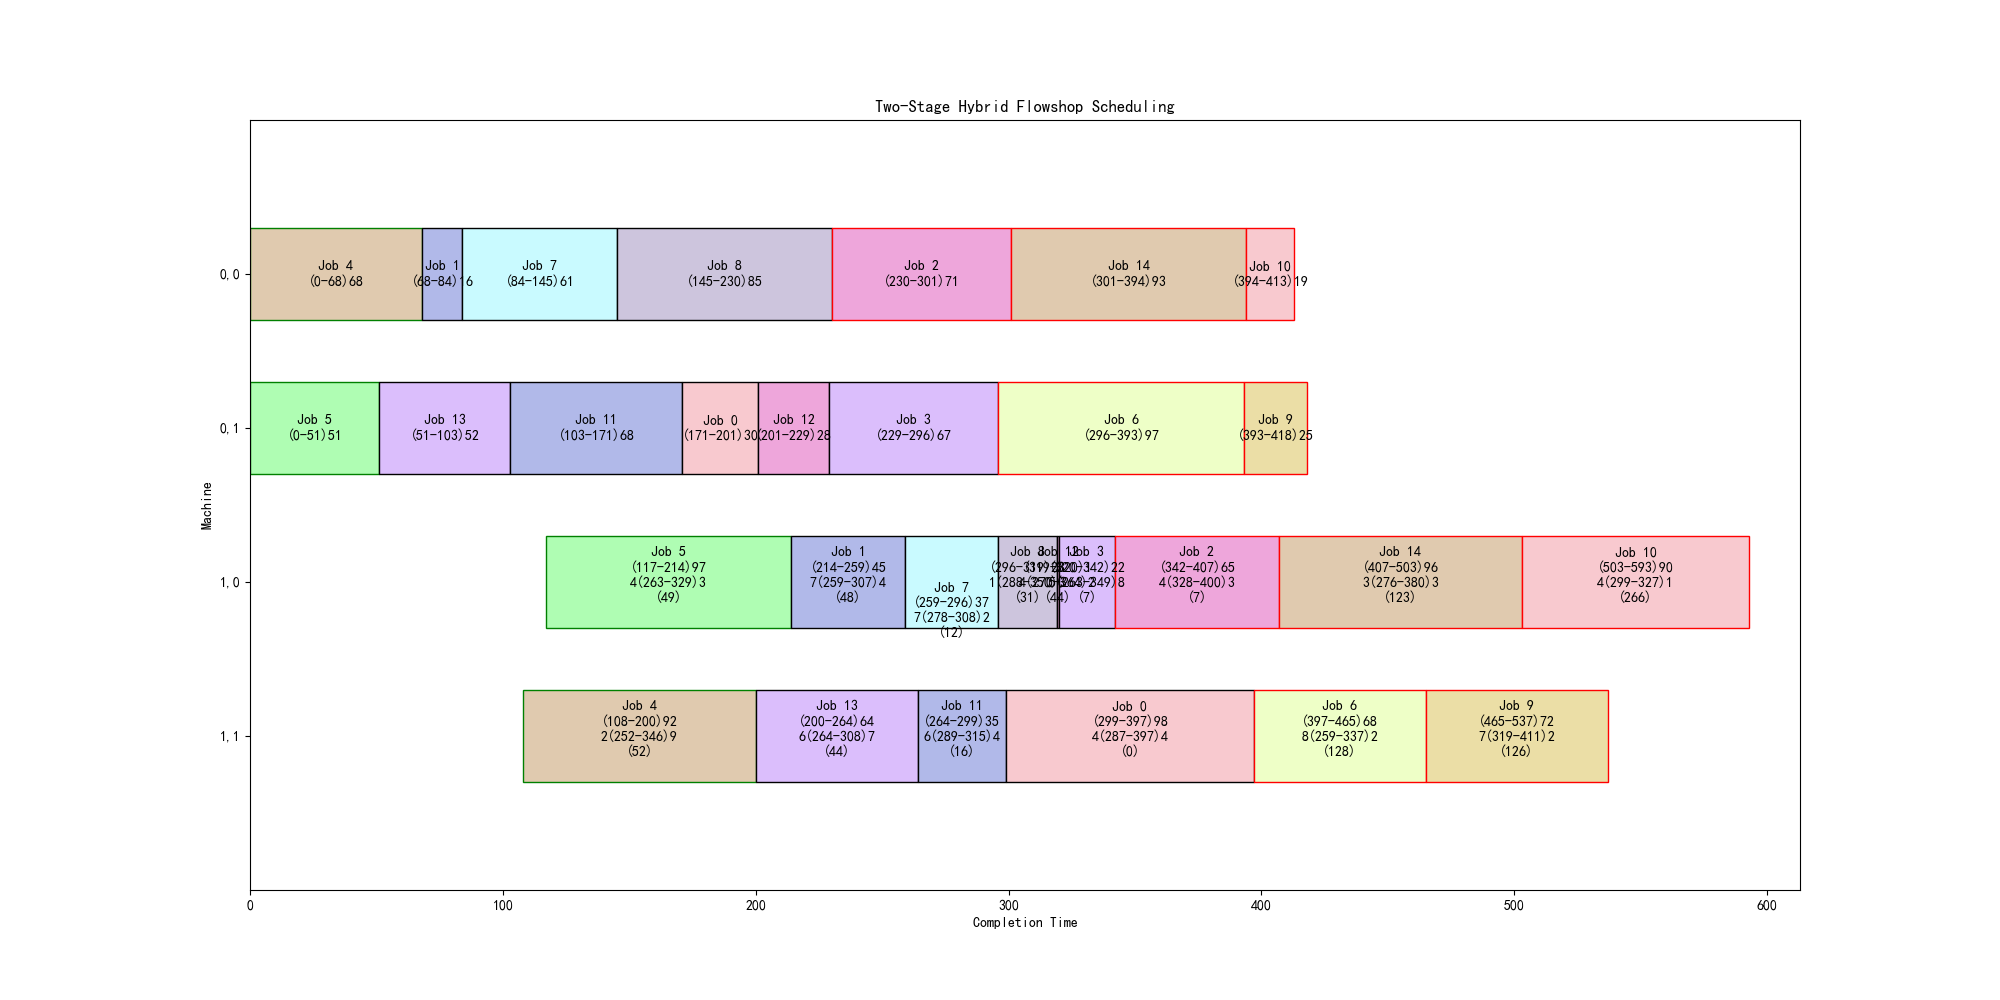 Two-Stage Hybrid Flowshop Scheduling
0,0
Job 4
(0-68)68
Job 1
(68-84)16
Job 7
(84-145)61
Job 8
(145-230)85
Job 2
(230-301)71
Job 14
(301-394)93
Job 10
(394-413)19
0,1
Job 5
(0-51)51
Job 13
(51-103)52
Job 11
(103-171)68
Job 0
(171-201)30
Job 12
(201-229)28
Job 3
(229-296)67
Job 6
(296-393)97
Job 9
(393-418)25
Machine
1,0
Job 5
(117-214)97
4(263-329)3
(49)
Job 1
(214-259)45
7(259-307)4
(48)
Job 7
(259-296)37
7(278-308)2
(12)
Job 8
(31)
Job 12
(44)
Job 3
(7)
Job 2
(342-407)65
4(328-400)3
(7)
Job 14
(407-503)96
3(276-380)3
(123)
Job 10
(503-593)90
4(299-327)1
(266)
1,1
Job 4
(108-200)92
2(252-346)9
(52)
Job 13
(200-264)64
6(264-308)7
(44)
Job 11
(264-299)35
6(289-315)4
(16)
Job 0
(299-397)98
4(287-397)4
(0)
Job 6
(397-465)68
8(259-337)2
(128)
Job 9
(465-537)72
7(319-411)2
(126)
0 100 200 300 400 500 600
Completion Time